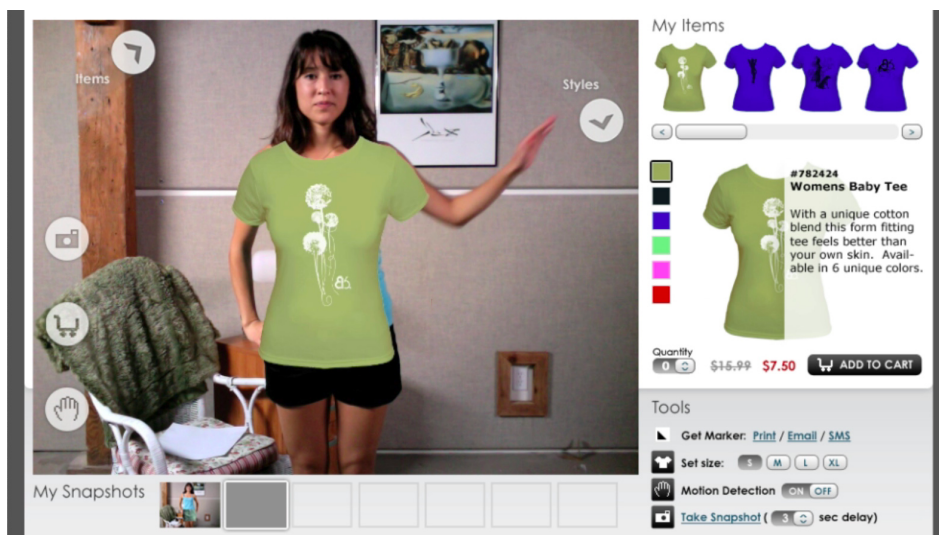 Items
Styles
My Items
< >
#782424
Womens Baby Tee
With a unique cotton
blend this form fitting
tee feels better than
your own skin. Avail-
able in 6 unique colors.
Quantity
0 $15.99 $7.50 ADD TO CART
Tools
Get Marker: Print / Email / SMS
Set size: S M L XL
Motion Detection ON OFF
Take Snapshot ( 3 sec delay)
My Snapshots